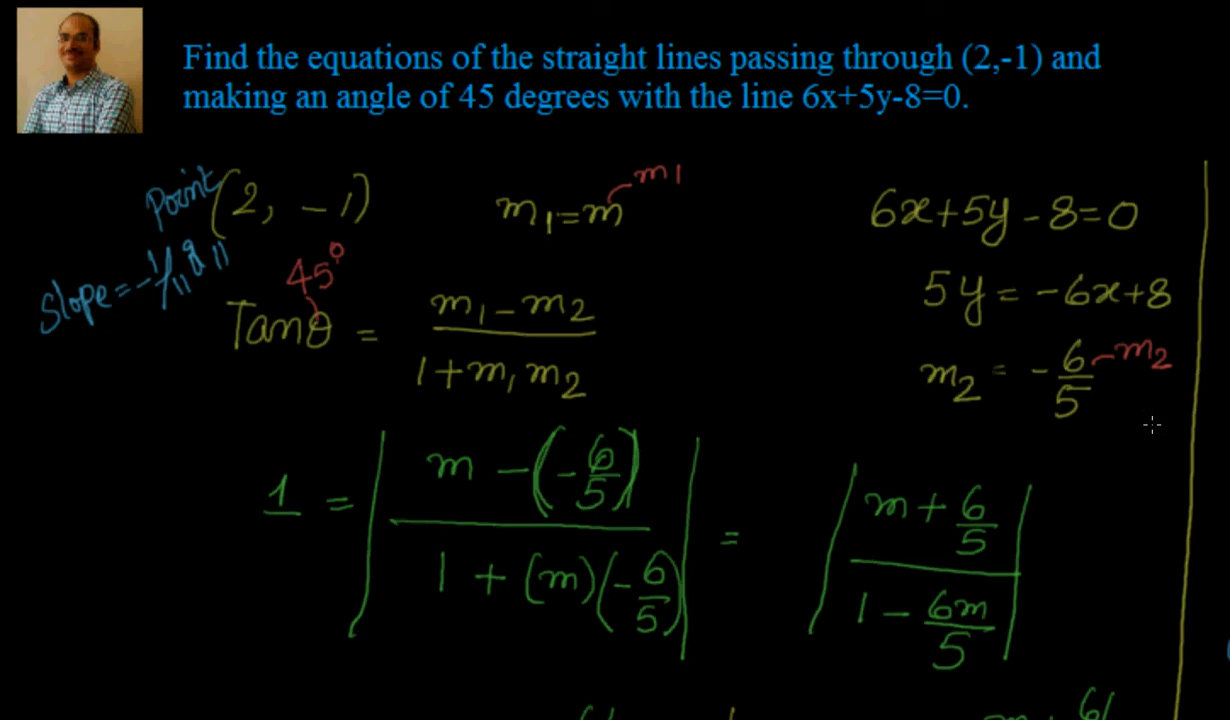 Find the equations of the straight lines passing through (2,-1) and
making an angle of 45 degrees with the line 6x+5y-8=0.
Point (2, -1)
m₁ = m m1
6x+5y-8=0
Slope = -1/11 & 11
45°
5y = -6x+8
Tanθ = (m₁ - m₂)/(1+m₁m₂)
m₂ = -6/5 m2
1 = |(m - (-6/5))/(1 + (m)(-6/5))| = |(m + 6/5)/(1 - 6m/5)|